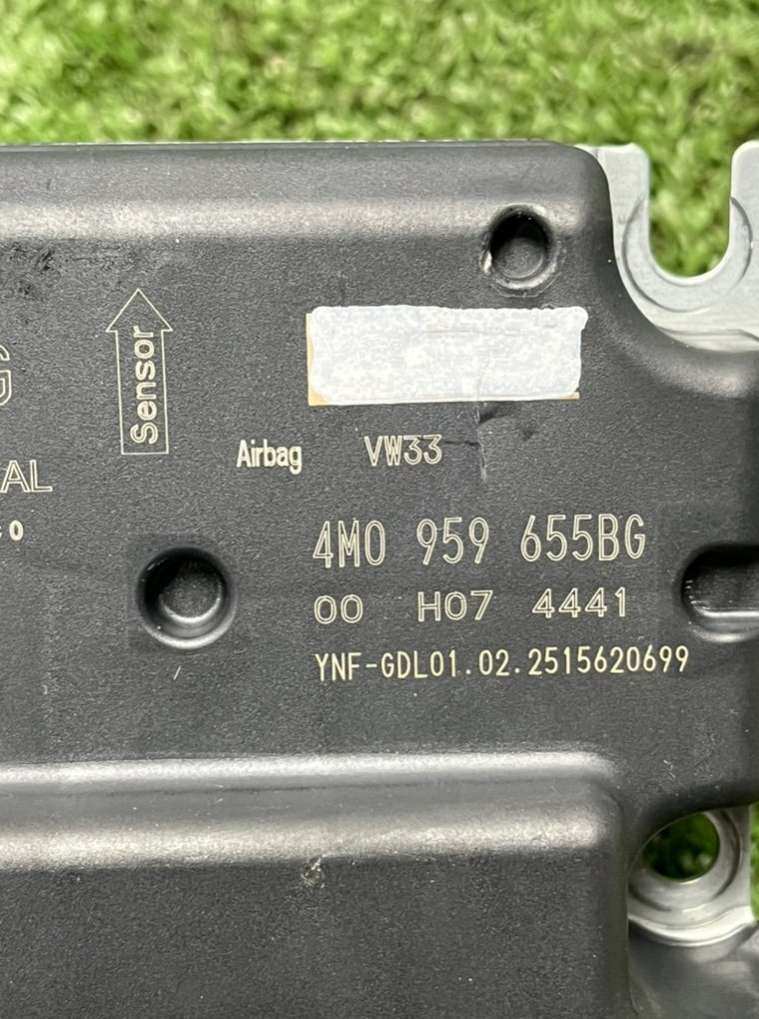 Sensor
Airbag VW33
AL
4M0 959 655BG
00 H07 4441
YNF-GDL01.02.2515620699